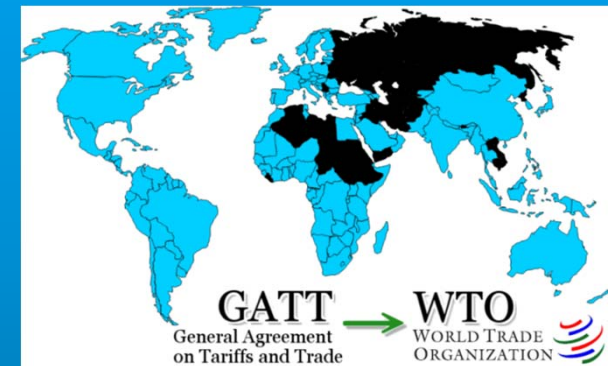 GATT
General Agreement
on Tariffs and Trade
WTO
WORLD TRADE
ORGANIZATION